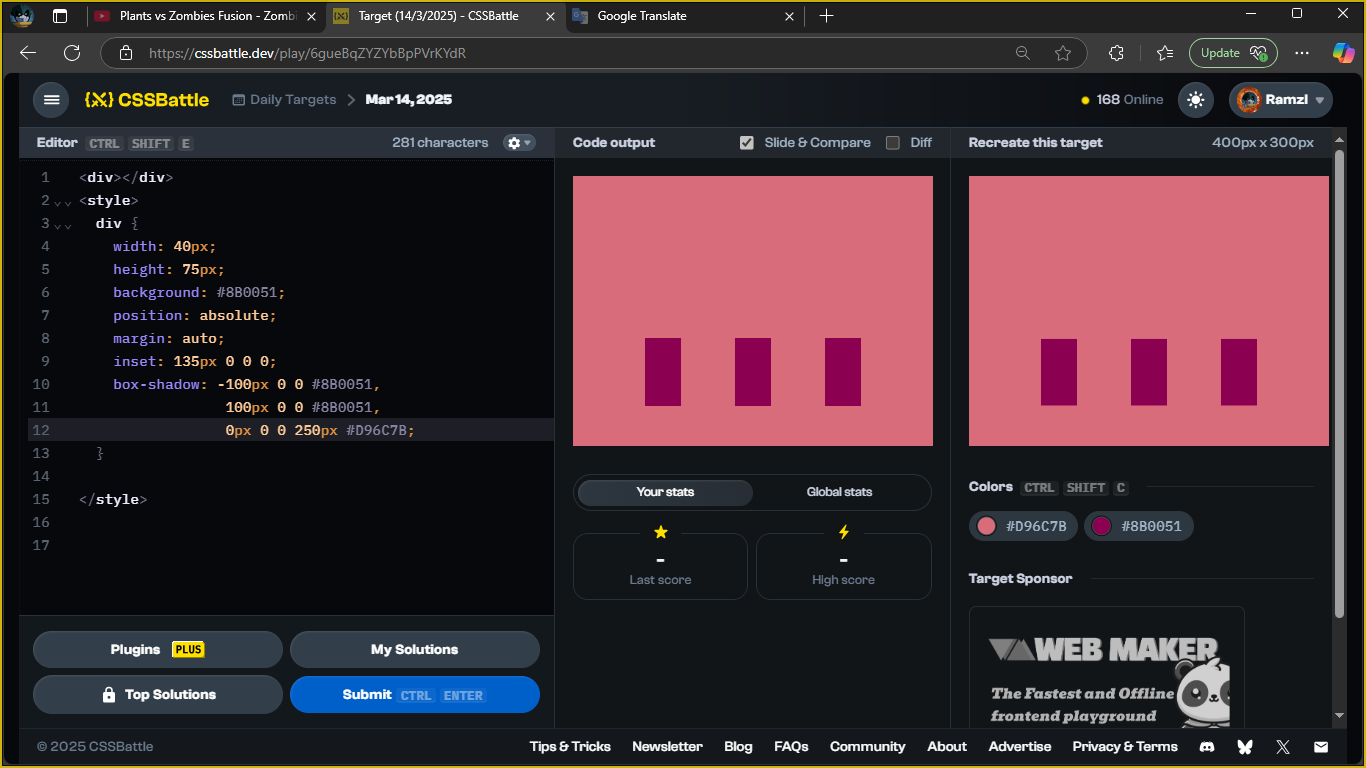 Plants vs Zombies Fusion - Zombi
Target (14/3/2025) - CSSBattle
Google Translate
https://cssbattle.dev/play/6gueBqZYZYbBpPVrKYdR
Update
{X} CSSBattle
Daily Targets
Mar 14, 2025
168 Online
Ramzl
Editor CTRL SHIFT E
281 characters
Code output
Slide & Compare
Diff
Recreate this target
400px x 300px
1 <div></div>
2 <style>
3 div {
4 width: 40px;
5 height: 75px;
6 background: #8B0051;
7 position: absolute;
8 margin: auto;
9 inset: 135px 0 0 0;
10 box-shadow: -100px 0 0 #8B0051,
11 100px 0 0 #8B0051,
12 0px 0 0 250px #D96C7B;
13 }
14
15 </style>
16
17
Your stats
Global stats
-
Last score
-
High score
Colors CTRL SHIFT C
#D96C7B
#8B0051
Target Sponsor
WEB MAKER
The Fastest and Offline
frontend playground
Plugins PLUS
My Solutions
Top Solutions
Submit CTRL ENTER
© 2025 CSSBattle
Tips & Tricks
Newsletter
Blog
FAQs
Community
About
Advertise
Privacy & Terms